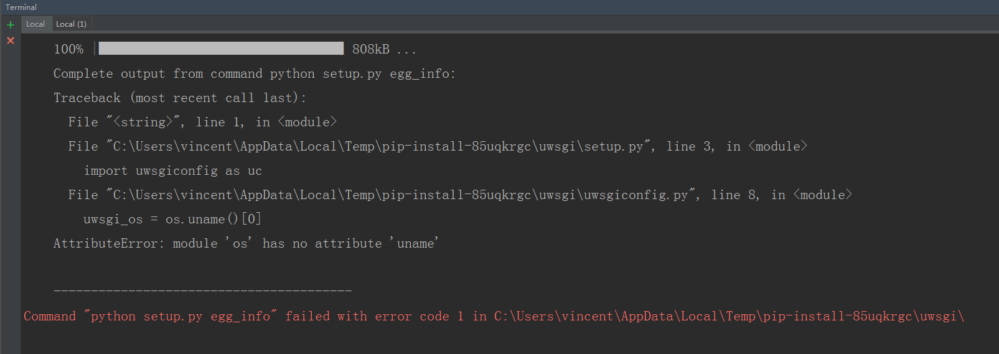 Terminal
Local Local (1)
100% 808kB ...
Complete output from command python setup.py egg_info:
Traceback (most recent call last):
File "<string>", line 1, in <module>
File "C:\Users\vincent\AppData\Local\Temp\pip-install-85uqkrgc\uwsgi\setup.py", line 3, in <module>
import uwsgiconfig as uc
File "C:\Users\vincent\AppData\Local\Temp\pip-install-85uqkrgc\uwsgi\uwsgiconfig.py", line 8, in <module>
uwsgi_os = os.uname()[0]
AttributeError: module 'os' has no attribute 'uname'
----------------------------------------
Command "python setup.py egg_info" failed with error code 1 in C:\Users\vincent\AppData\Local\Temp\pip-install-85uqkrgc\uwsgi\